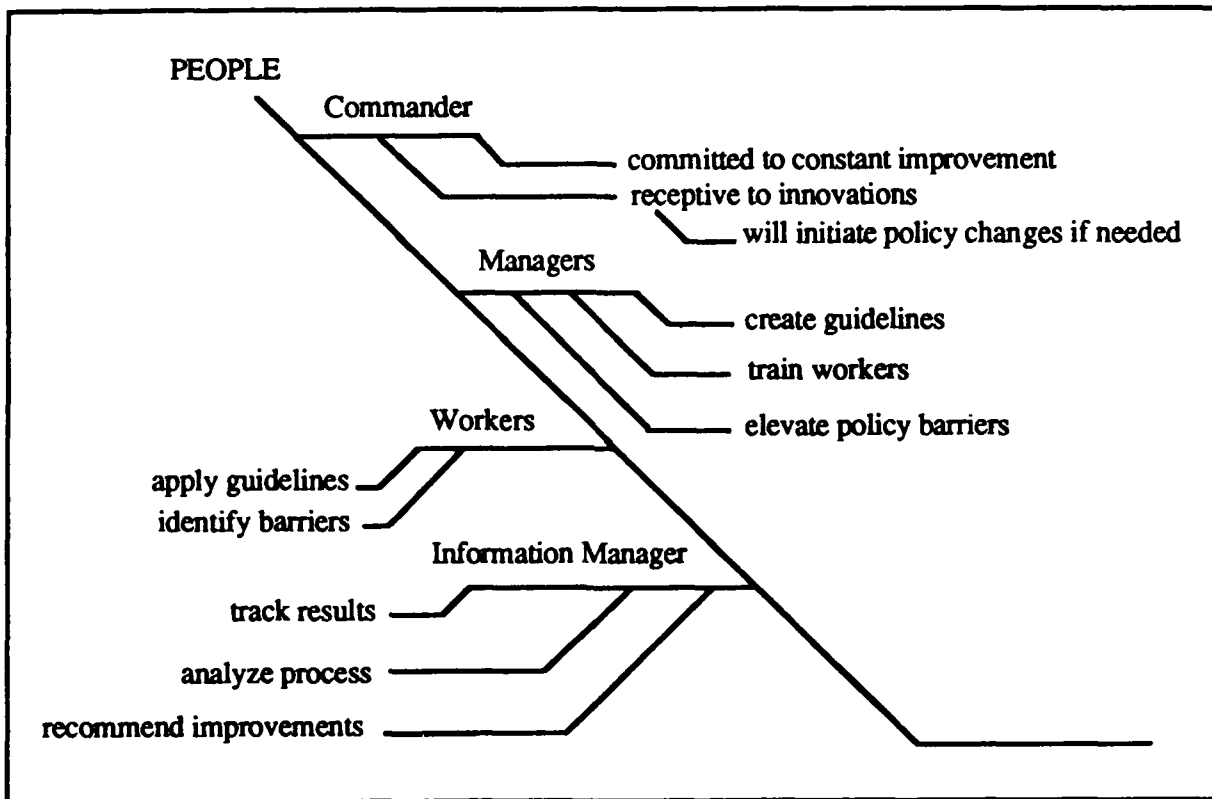 PEOPLE
Commander
committed to constant improvement
receptive to innovations
will initiate policy changes if needed
Managers
create guidelines
train workers
elevate policy barriers
Workers
apply guidelines
identify barriers
Information Manager
track results
analyze process
recommend improvements